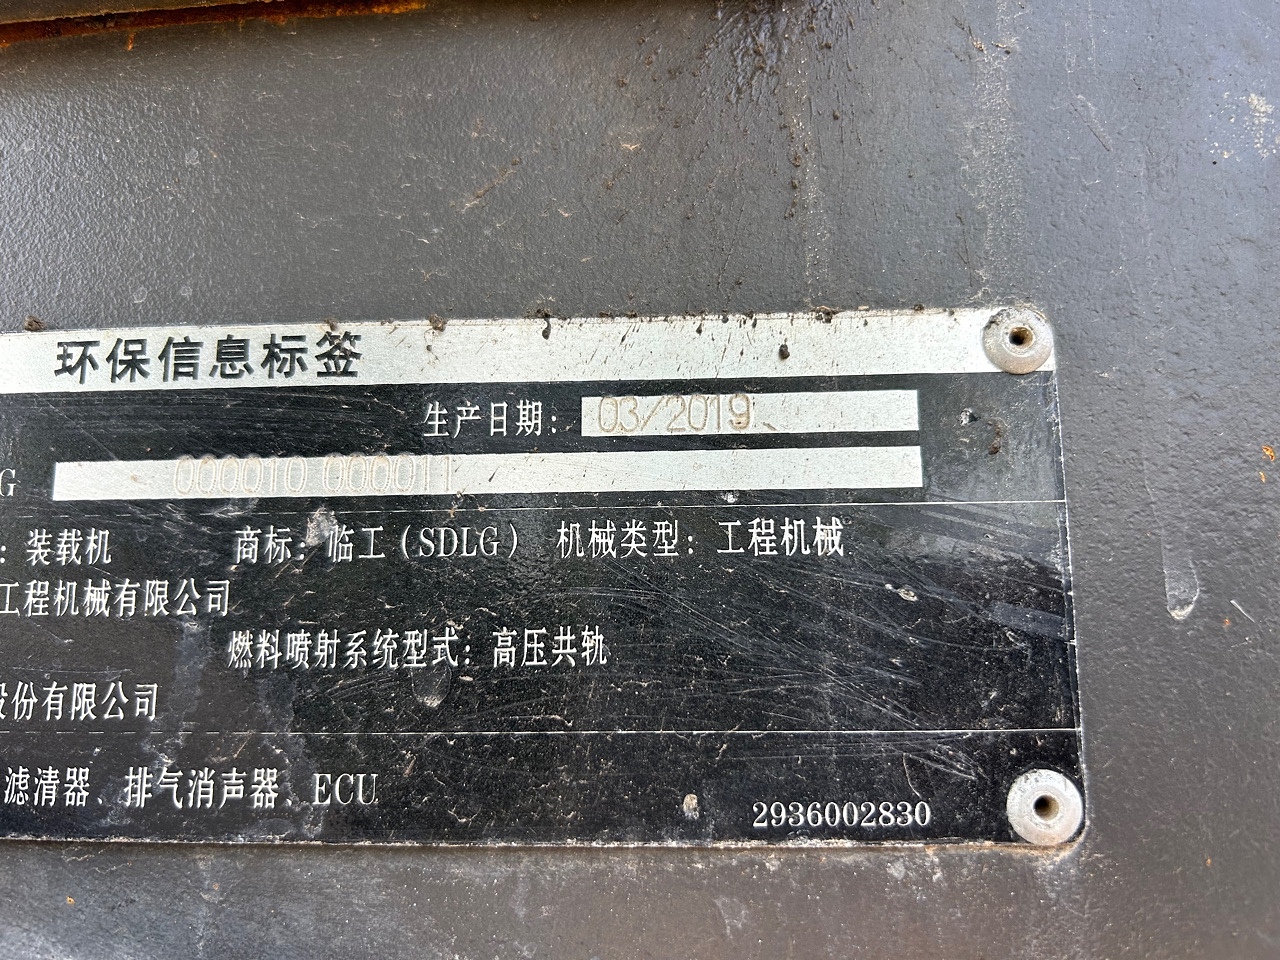 环保信息标签
生产日期: 03/2019
G 000010 000011
: 装载机 商标: 临工(SDLG) 机械类型: 工程机械
工程机械有限公司
燃料喷射系统型式: 高压共轨
股份有限公司
滤清器、排气消声器、ECU
2936002830